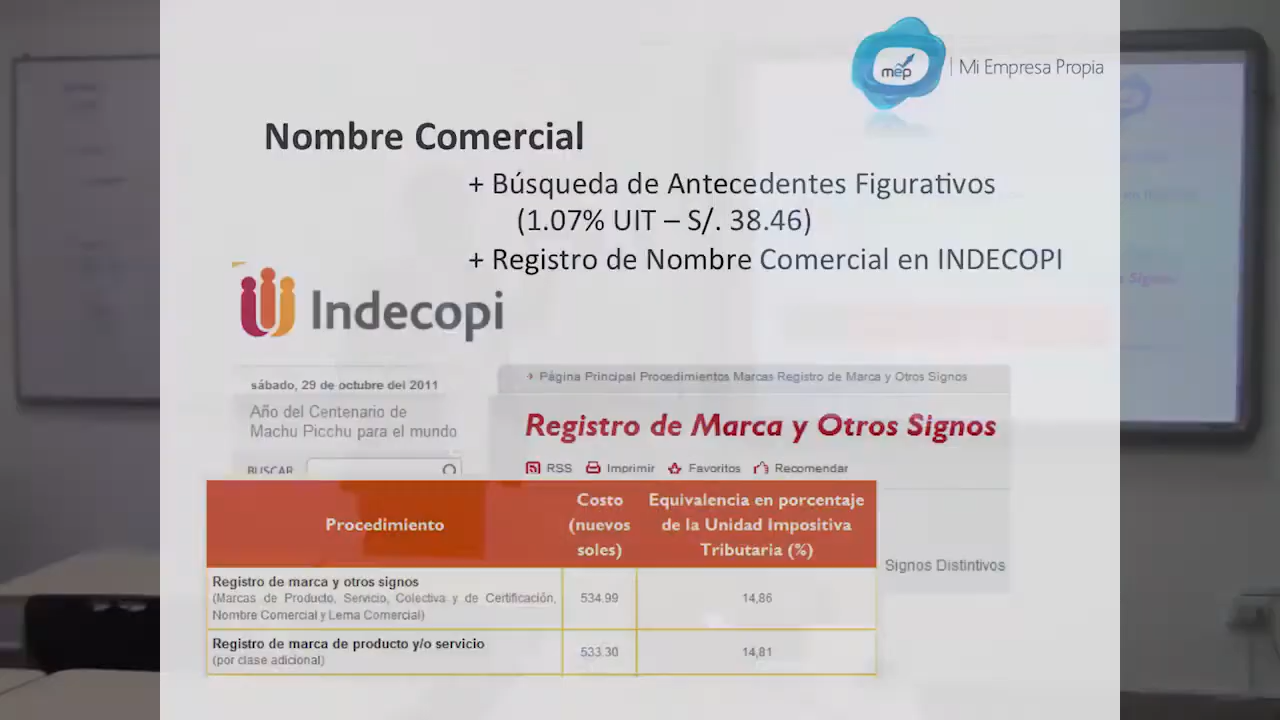 mep
Mi Empresa Propia
Nombre Comercial
+ Búsqueda de Antecedentes Figurativos
(1.07% UIT – S/. 38.46)
+ Registro de Nombre Comercial en INDECOPI
Indecopi
sábado, 29 de octubre del 2011
Página Principal Procedimientos Marcas Registro de Marca y Otros Signos
Año del Centenario de
Machu Picchu para el mundo
Registro de Marca y Otros Signos
BUSCAR
RSS Imprimir Favoritos Recomendar
Procedimiento
Costo
(nuevos
soles)
Equivalencia en porcentaje
de la Unidad Impositiva
Tributaria (%)
Signos Distintivos
Registro de marca y otros signos
(Marcas de Producto, Servicio, Colectiva y de Certificación,
Nombre Comercial y Lema Comercial)
534.99
14,86
Registro de marca de producto y/o servicio
(por clase adicional)
533.30
14,81